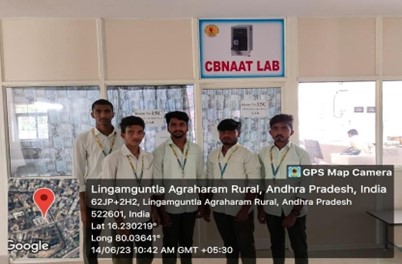 CBNAAT LAB
GPS Map Camera
Lingamguntla Agraharam Rural, Andhra Pradesh, India
62JP+2H2, Lingamguntla Agraharam Rural, Andhra Pradesh
522601, India
Lat 16.230219°
Long 80.03641°
14/06/23 10:42 AM GMT +05:30
Google